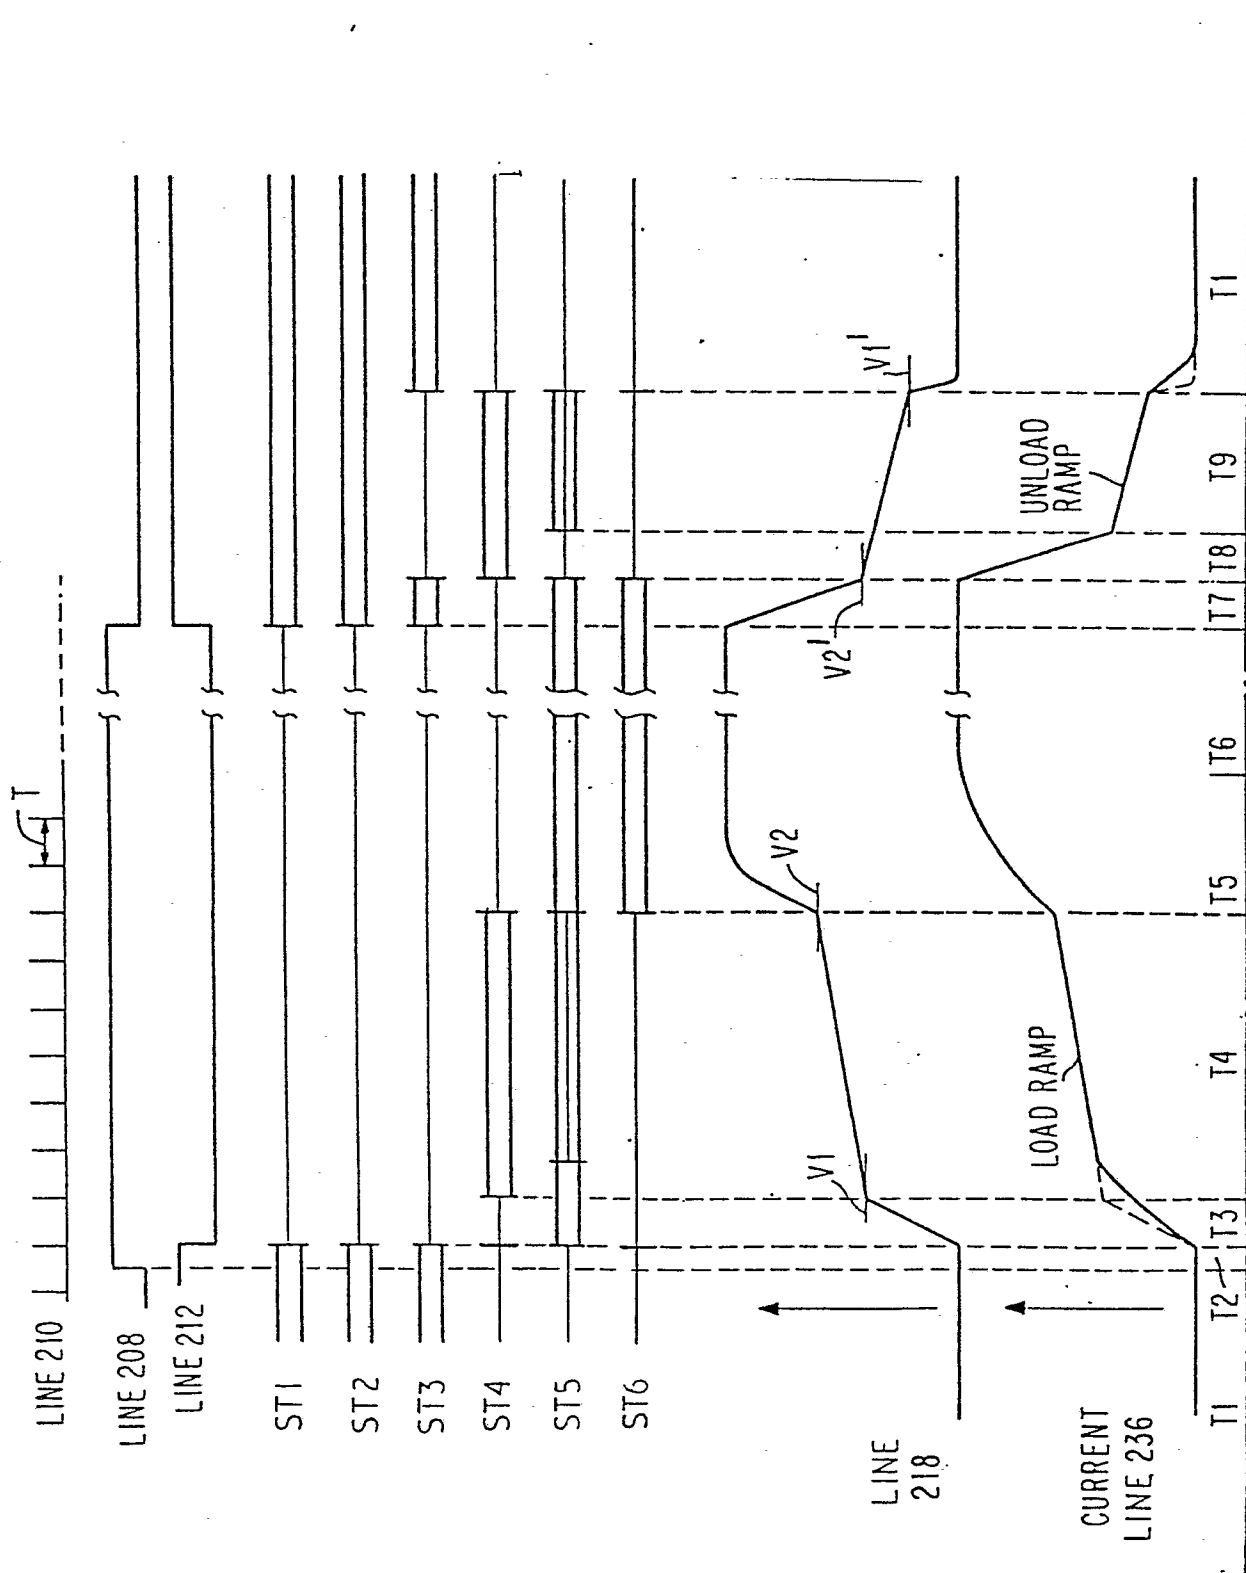 LINE 210
T
LINE 208
LINE 212
ST1
ST2
ST3
ST4
ST5
ST6
LINE
218
V1
V2
V2'
V1'
CURRENT
LINE 236
LOAD RAMP
UNLOAD
RAMP
T1
T2
T3
T4
T5
T6
T7
T8
T9
T1